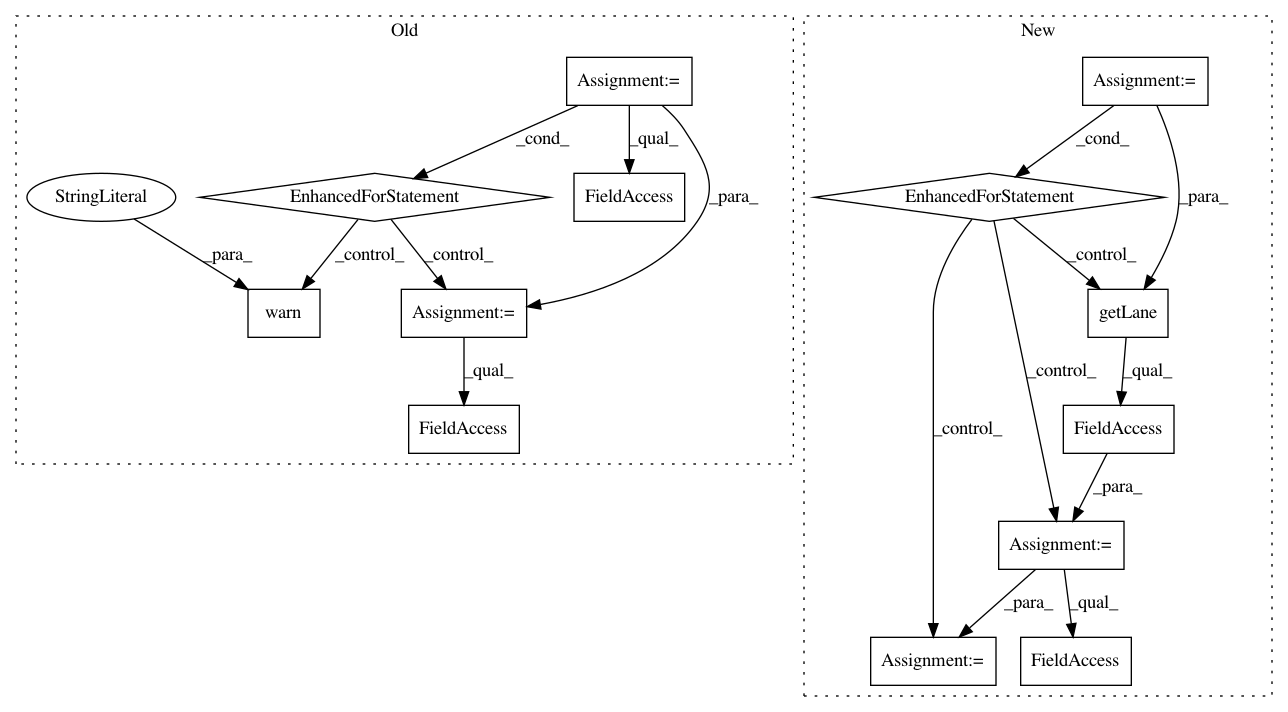 Old
New
Assignment:=
Assignment:=
_cond_
_qual_
_cond_
StringLiteral
EnhancedForStatement
FieldAccess
_para_
EnhancedForStatement
_para_
_para_
_control_
_control_
_control_
warn
Assignment:=
getLane
_qual_
_control_
_qual_
FieldAccess
_control_
FieldAccess
_para_
Assignment:=
_para_
_qual_
Assignment:=
FieldAccess